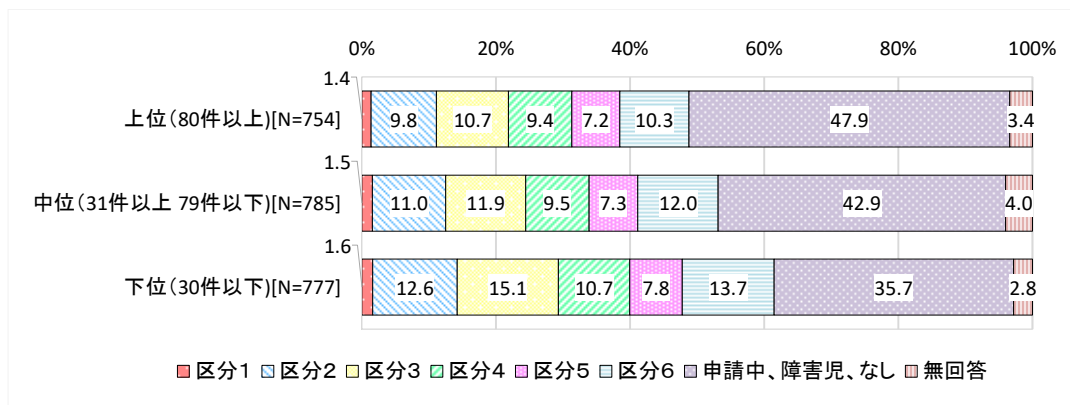 0% 20% 40% 60% 80% 100%
1.4
上位(80件以上)[N=754] 9.8 10.7 9.4 7.2 10.3 47.9 3.4
1.5
中位(31件以上 79件以下)[N=785] 11.0 11.9 9.5 7.3 12.0 42.9 4.0
1.6
下位(30件以下)[N=777] 12.6 15.1 10.7 7.8 13.7 35.7 2.8
区分1 区分2 区分3 区分4 区分5 区分6 申請中、障害児、なし 無回答